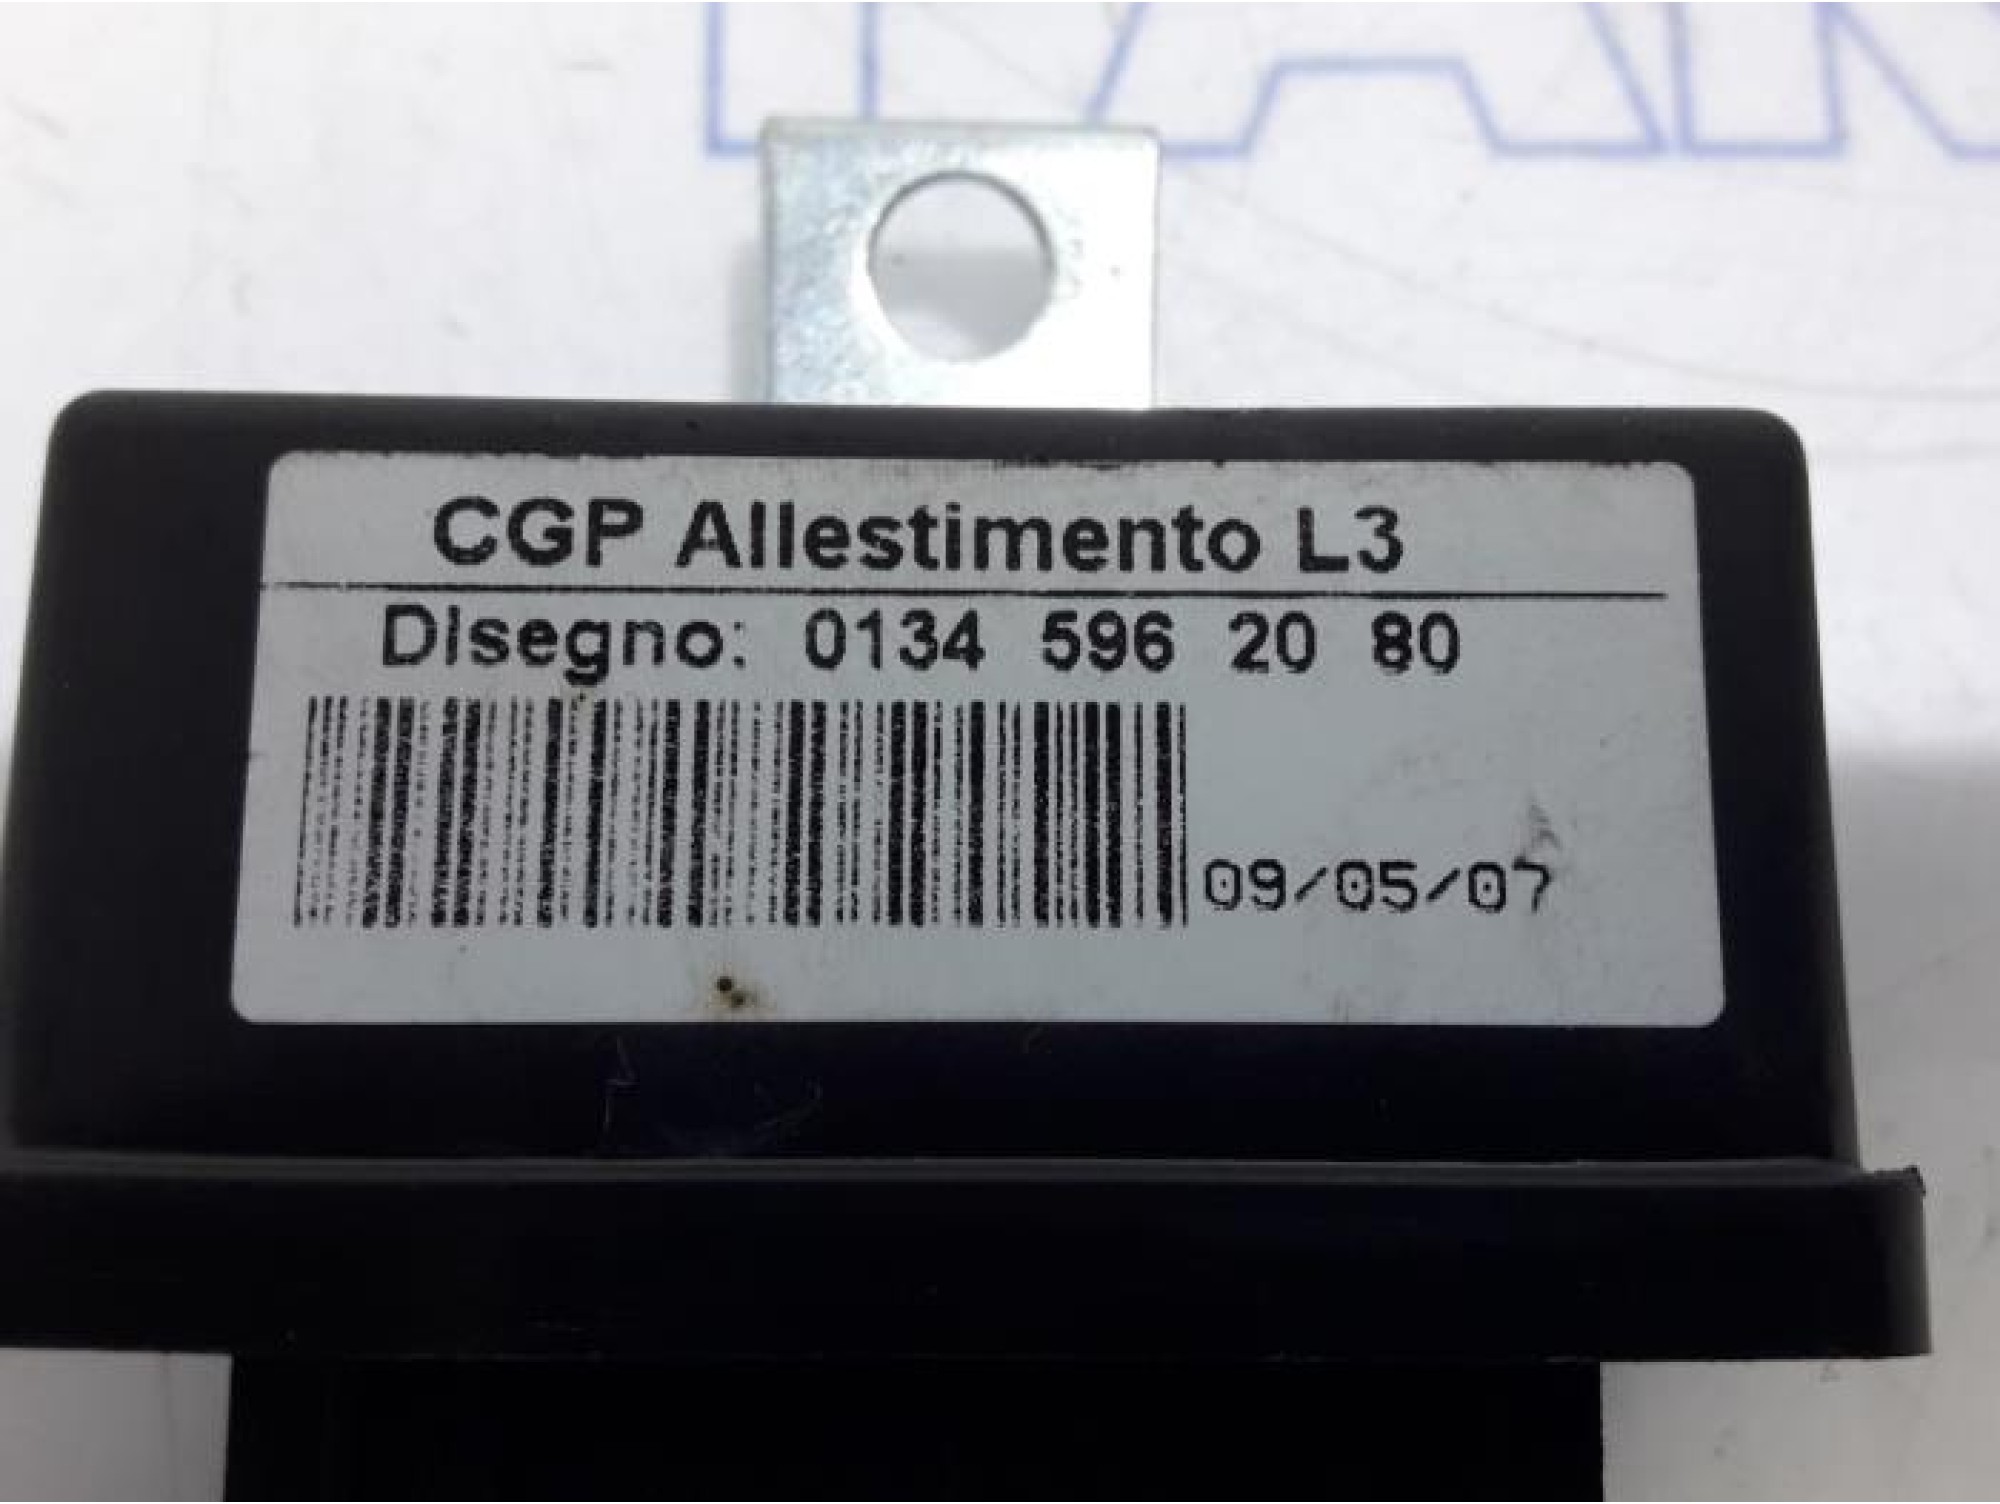 CGP Allestimento L3
DIsegno: 0134 596 20 80
09/05/07